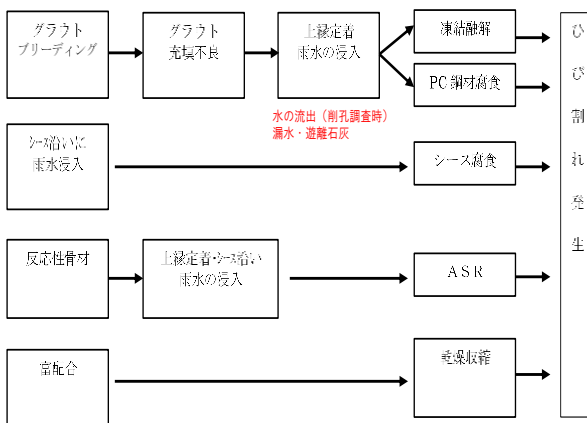 グラウト
ブリーディング
グラウト
充填不良
上縁定着
雨水の浸入
凍結融解
PC鋼材腐食
水の流出（削孔調査時）
漏水・遊離石灰
シース沿いに
雨水浸入
シース腐食
反応性骨材
上縁定着・シース沿い
雨水の浸入
ASR
富配合
乾燥収縮
ひび割れ発生